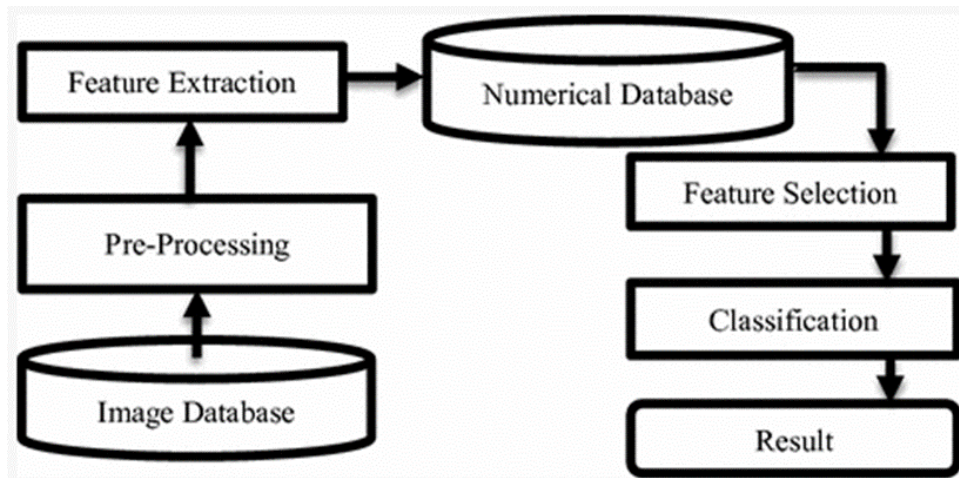 Feature Extraction
Numerical Database
Feature Selection
Pre-Processing
Classification
Image Database
Result